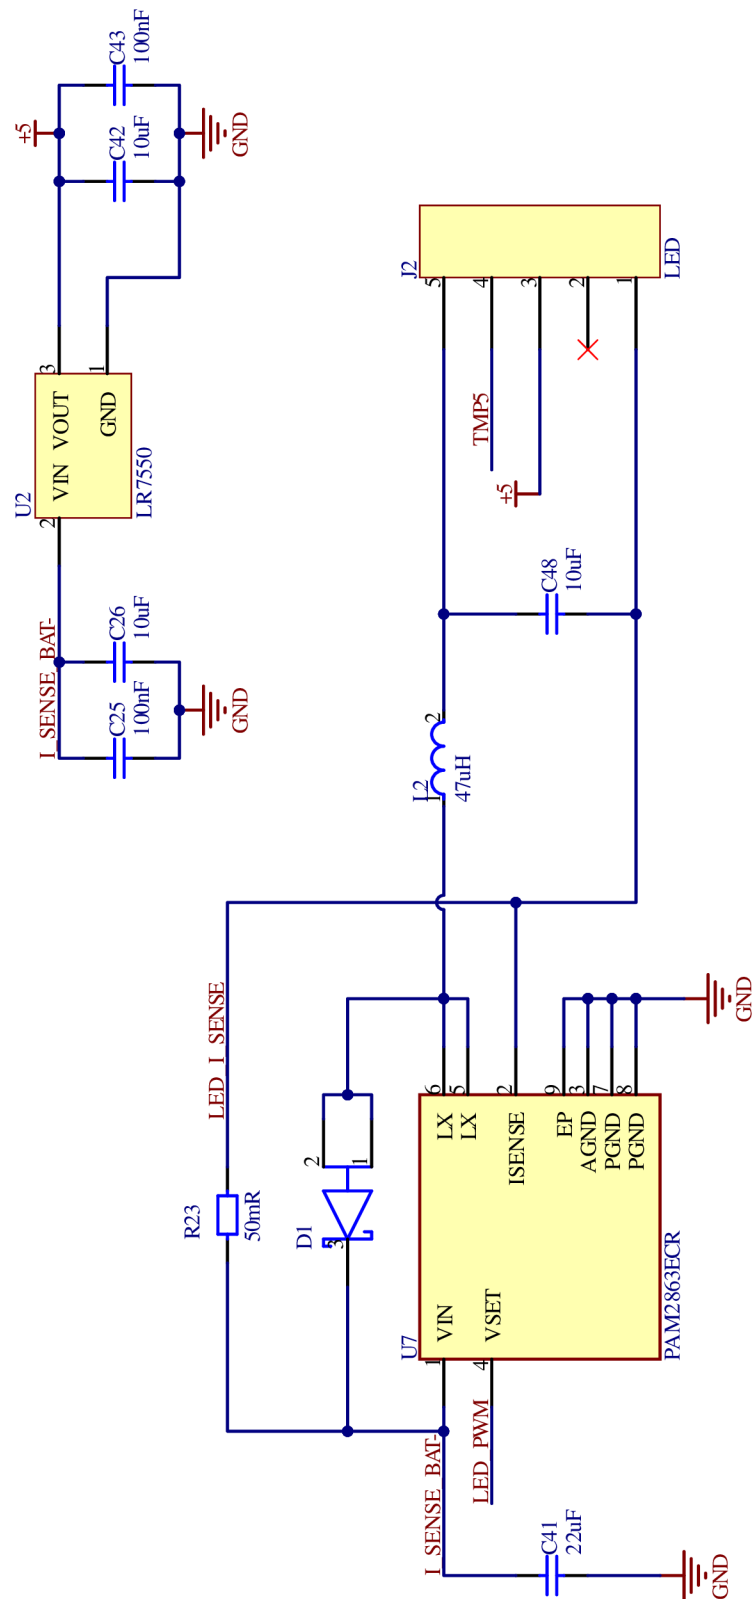 I_SENSE_BAT-
C25
100nF
C26
10uF
GND
U2
2
VIN
VOUT
3
GND
1
LR7550
+5
C42
10uF
C43
100nF
GND
R23
50mR
LED_I_SENSE
D1
3
2
1
I_SENSE_BAT-
LED_PWM
C41
22uF
GND
U7
1
VIN
4
VSET
LX
6
LX
5
ISENSE
2
EP
9
AGND
3
PGND
7
PGND
8
PAM2863ECR
GND
L2
1
2
47uH
C48
10uF
TMP5
+5
J2
5
4
3
2
1
LED